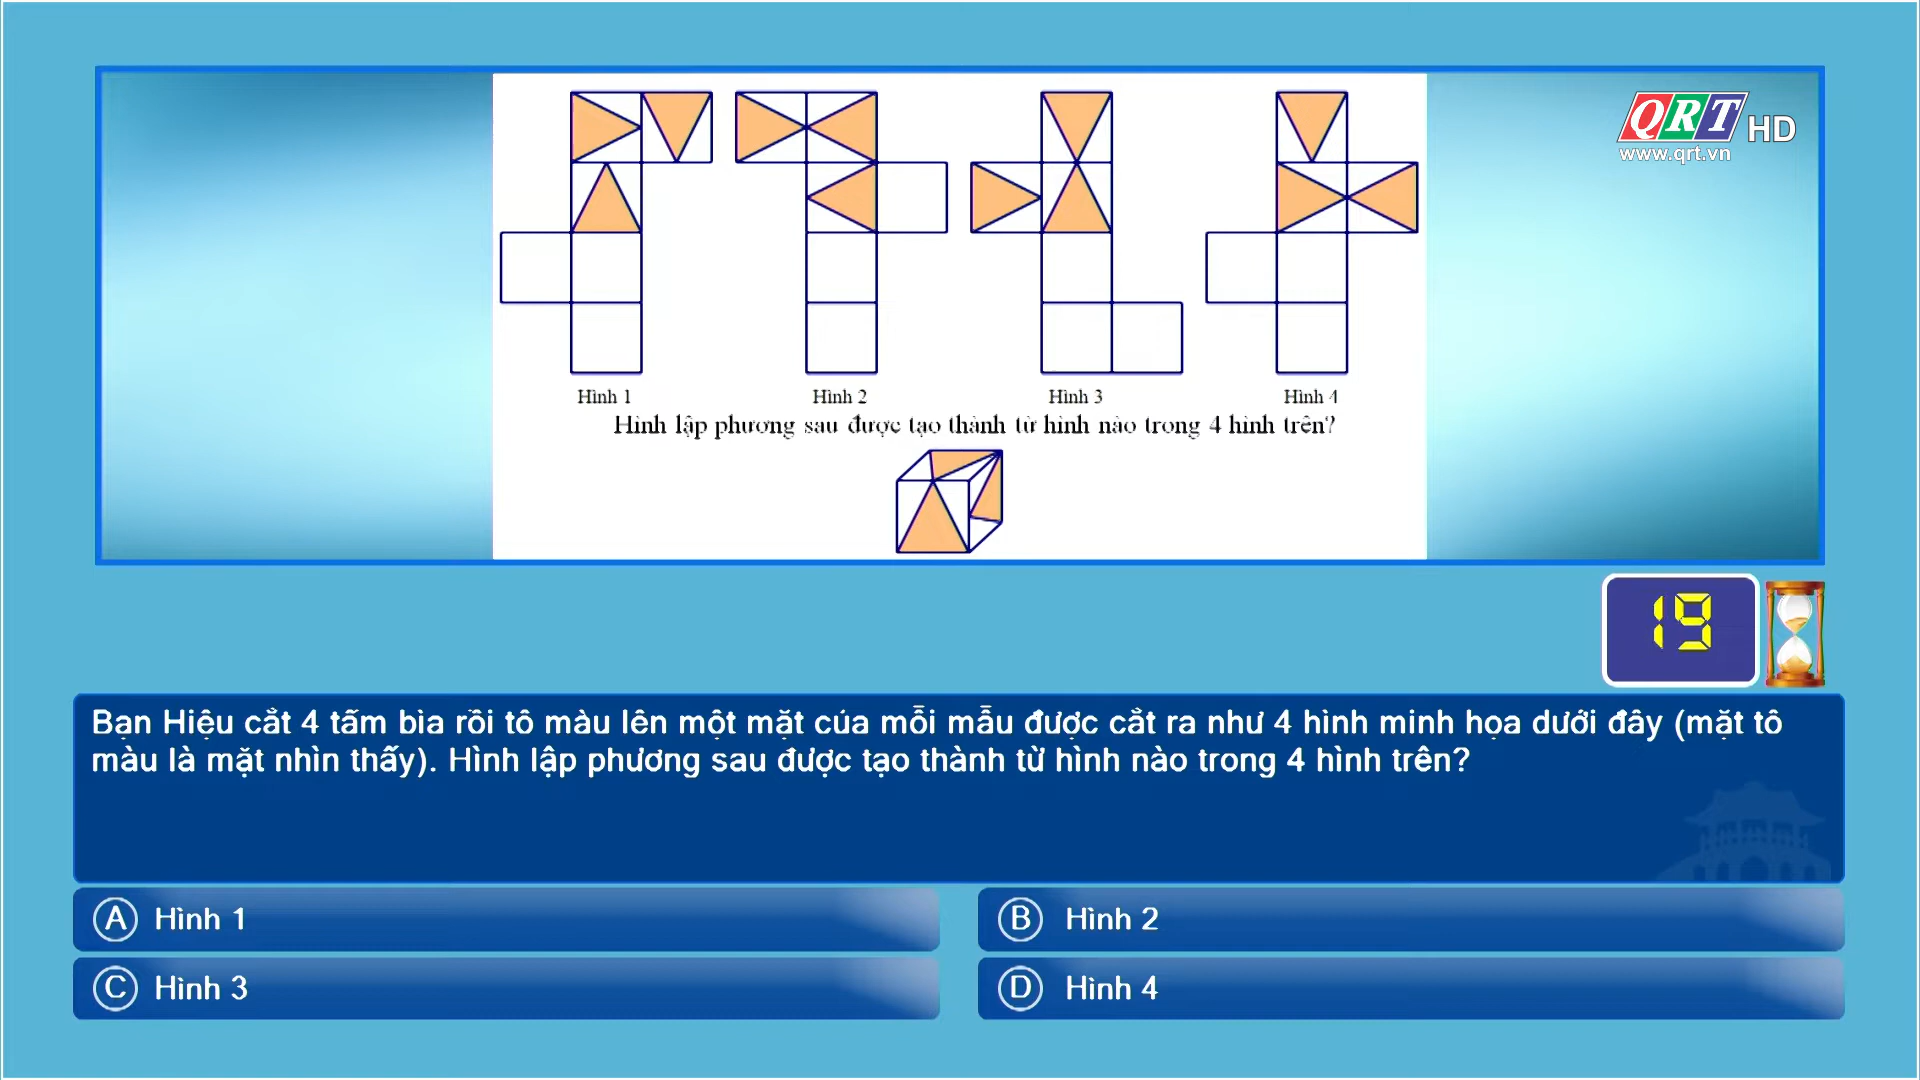 QRT HD
www.qrt.vn
Hình 1
Hình 2
Hình 3
Hình 4
Hình lập phương sau được tạo thành từ hình nào trong 4 hình trên?
19
Bạn Hiệu cắt 4 tấm bìa rồi tô màu lên một mặt của mỗi mẫu được cắt ra như 4 hình minh họa dưới đây (mặt tô
màu là mặt nhìn thấy). Hình lập phương sau được tạo thành từ hình nào trong 4 hình trên?
A Hình 1
B Hình 2
C Hình 3
D Hình 4